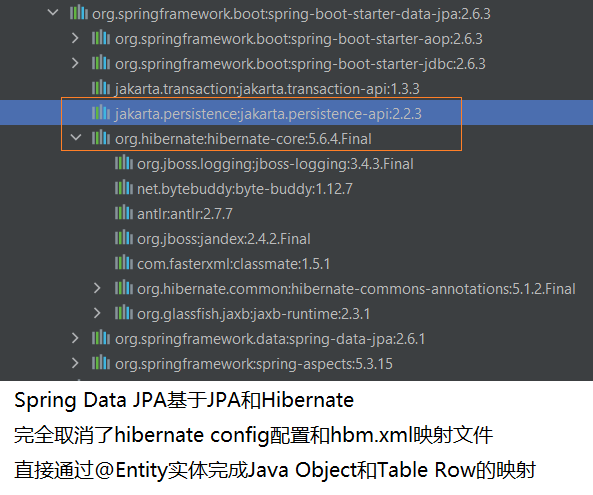 org.springframework.boot:spring-boot-starter-data-jpa:2.6.3
org.springframework.boot:spring-boot-starter-aop:2.6.3
org.springframework.boot:spring-boot-starter-jdbc:2.6.3
jakarta.transaction:jakarta.transaction-api:1.3.3
jakarta.persistence:jakarta.persistence-api:2.2.3
org.hibernate:hibernate-core:5.6.4.Final
org.jboss.logging:jboss-logging:3.4.3.Final
net.bytebuddy:byte-buddy:1.12.7
antlr:antlr:2.7.7
org.jboss:jandex:2.4.2.Final
com.fasterxml:classmate:1.5.1
org.hibernate.common:hibernate-commons-annotations:5.1.2.Final
org.glassfish.jaxb:jaxb-runtime:2.3.1
org.springframework.data:spring-data-jpa:2.6.1
org.springframework:spring-aspects:5.3.15
Spring Data JPA基于JPA和Hibernate
完全取消了hibernate config配置和hbm.xml映射文件
直接通过@Entity实体完成Java Object和Table Row的映射